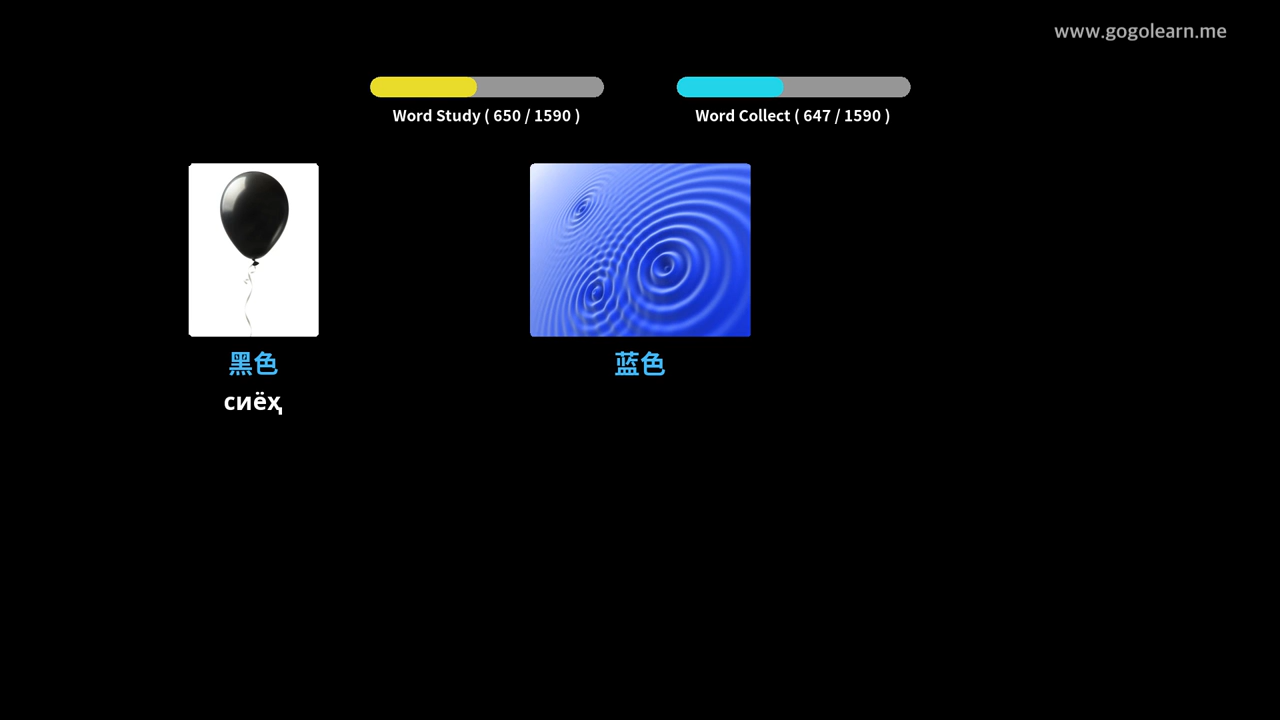 www.gogolearn.me
Word Study ( 650 / 1590 )
Word Collect ( 647 / 1590 )
黑色
蓝色
сиёҳ